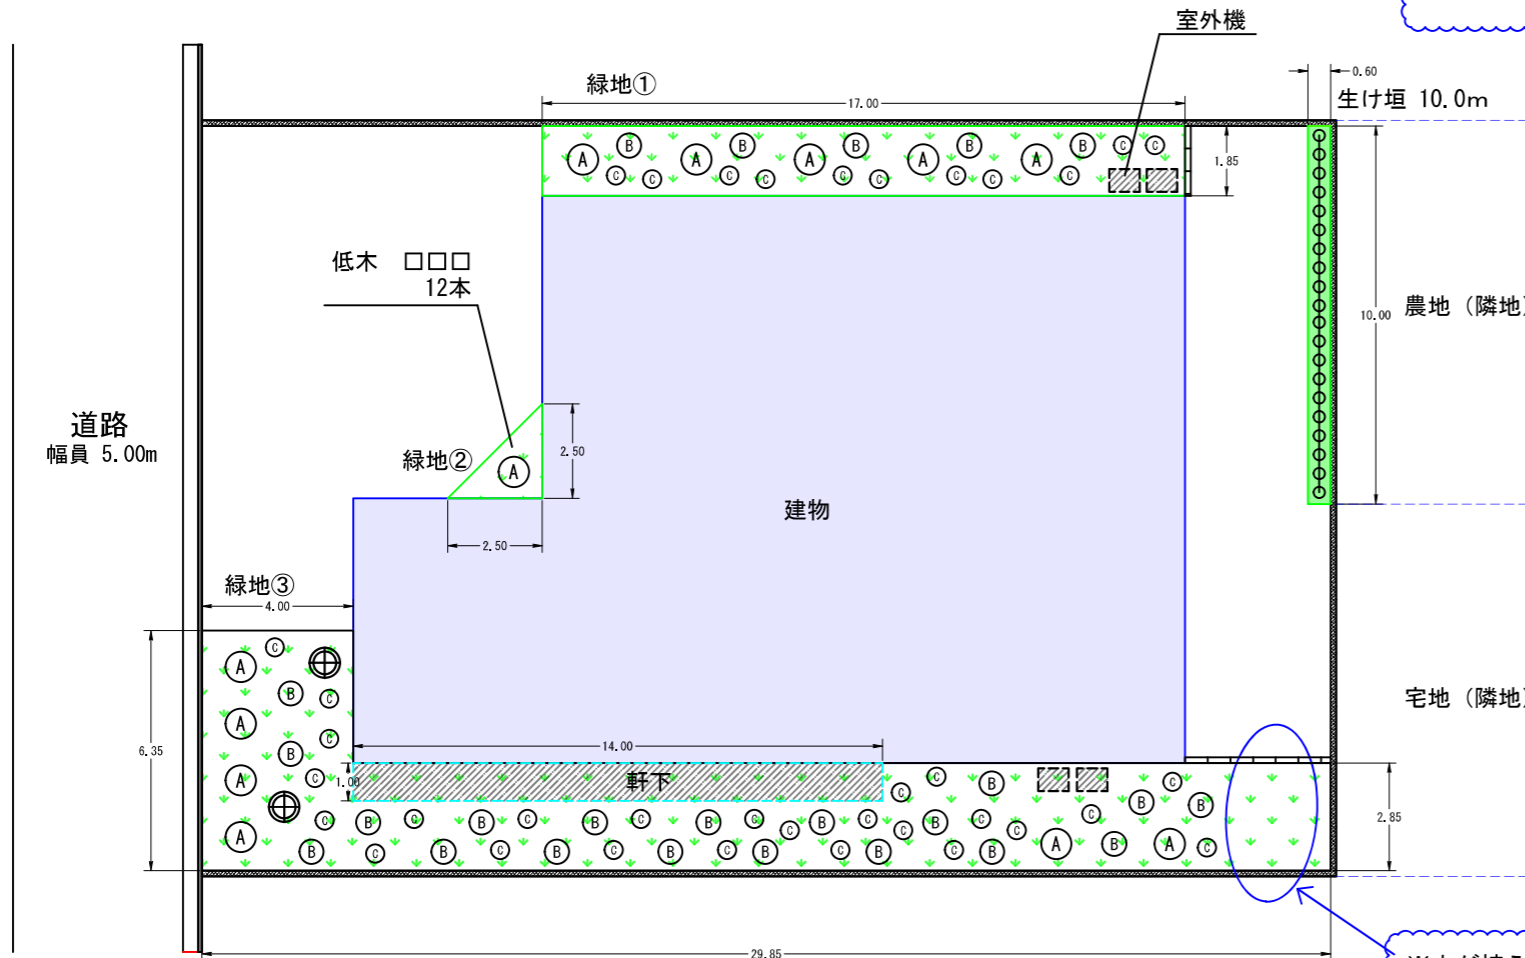 室外機
緑地①
17.00
0.60
生け垣 10.0m
A B A B A B A B A B C C
C C C C C C C C C
1.85
低木 □□□
12本
10.00
農地（隣地）
道路
幅員 5.00m
緑地②
A
2.50
2.50
建物
緑地③
4.00
宅地（隣地）
A C
B C
A
B C
6.35
A C
C
A
14.00
1.00
軒下
C C B C
C B B
B C B C B C B C B C B C
C C C
B C B C B C B C B C B C B A B A C
2.85
29.85